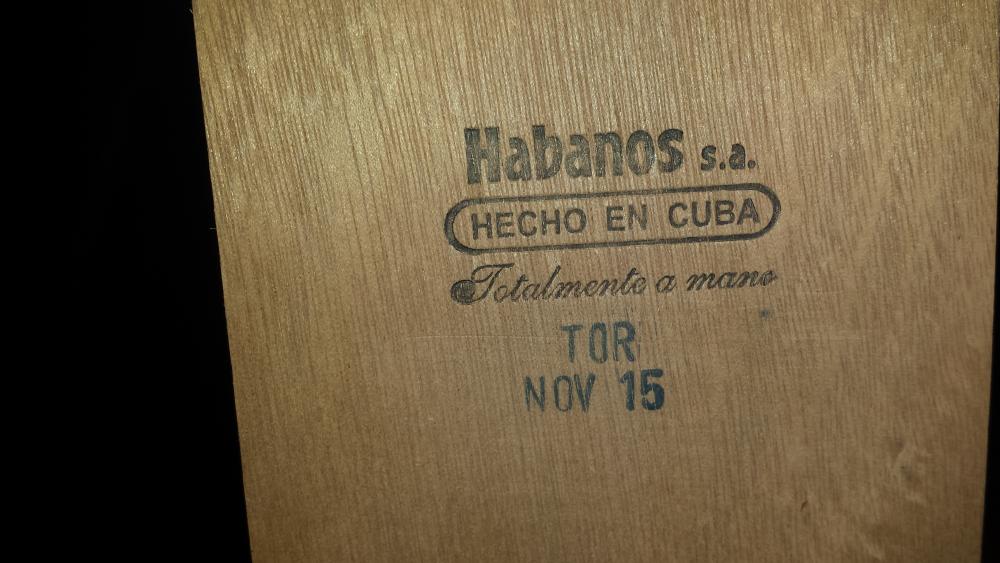 Habanos s.a.
HECHO EN CUBA
Totalmente a mano
TOR
NOV 15